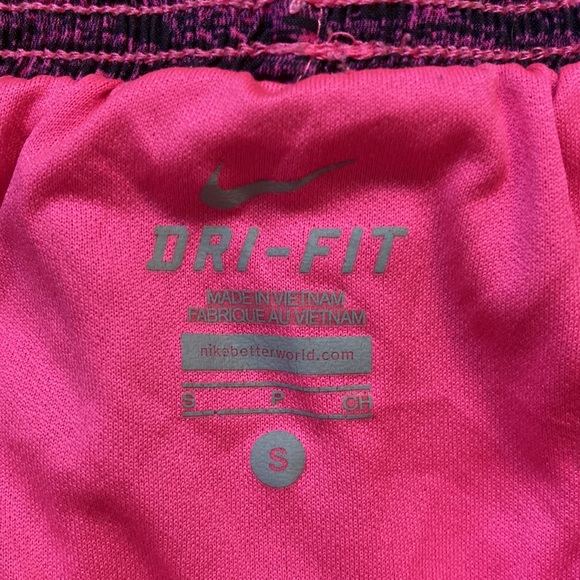 DRI-FIT
MADE IN VIETNAM
FABRIQUE AU VIETNAM
nikebetterworld.com
S P CH
S